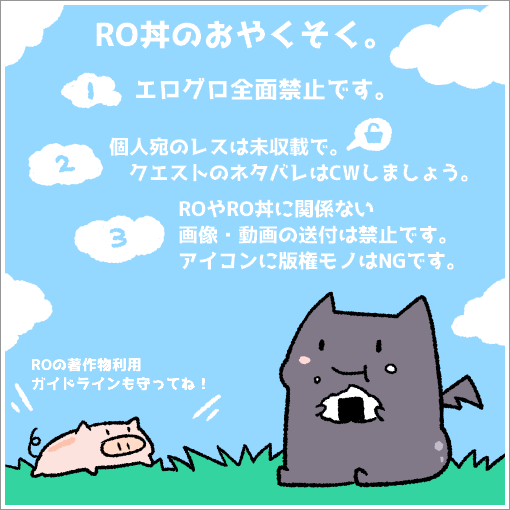 RO丼のおやくそく。
1 エログロ全面禁止です。
2 個人宛のレスは未収載で。
クエストのネタバレはCWしましょう。
3 ROやRO丼に関係ない
画像・動画の送付は禁止です。
アイコンに版権モノはNGです。
ROの著作物利用
ガイドラインも守ってね！